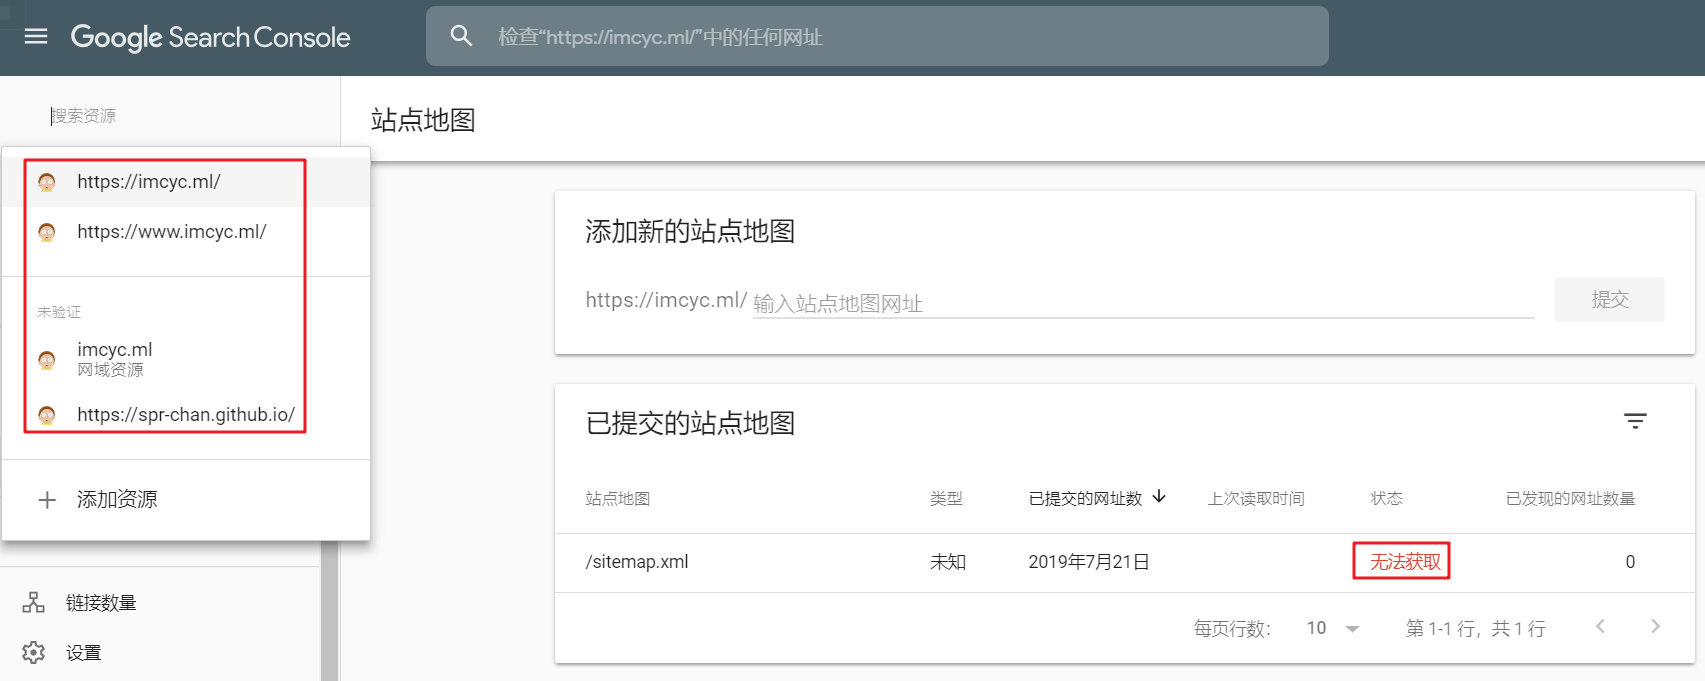 Google Search Console
检查“https://imcyc.ml/”中的任何网址
搜索资源
https://imcyc.ml/
https://www.imcyc.ml/
未验证
imcyc.ml
网域资源
https://spr-chan.github.io/
添加资源
链接数量
设置
站点地图
添加新的站点地图
https://imcyc.ml/ 输入站点地图网址
提交
已提交的站点地图
站点地图 类型 已提交的网址数 上次读取时间 状态 已发现的网址数量
/sitemap.xml 未知 2019年7月21日 无法获取 0
每页行数: 10 第 1-1 行，共 1 行